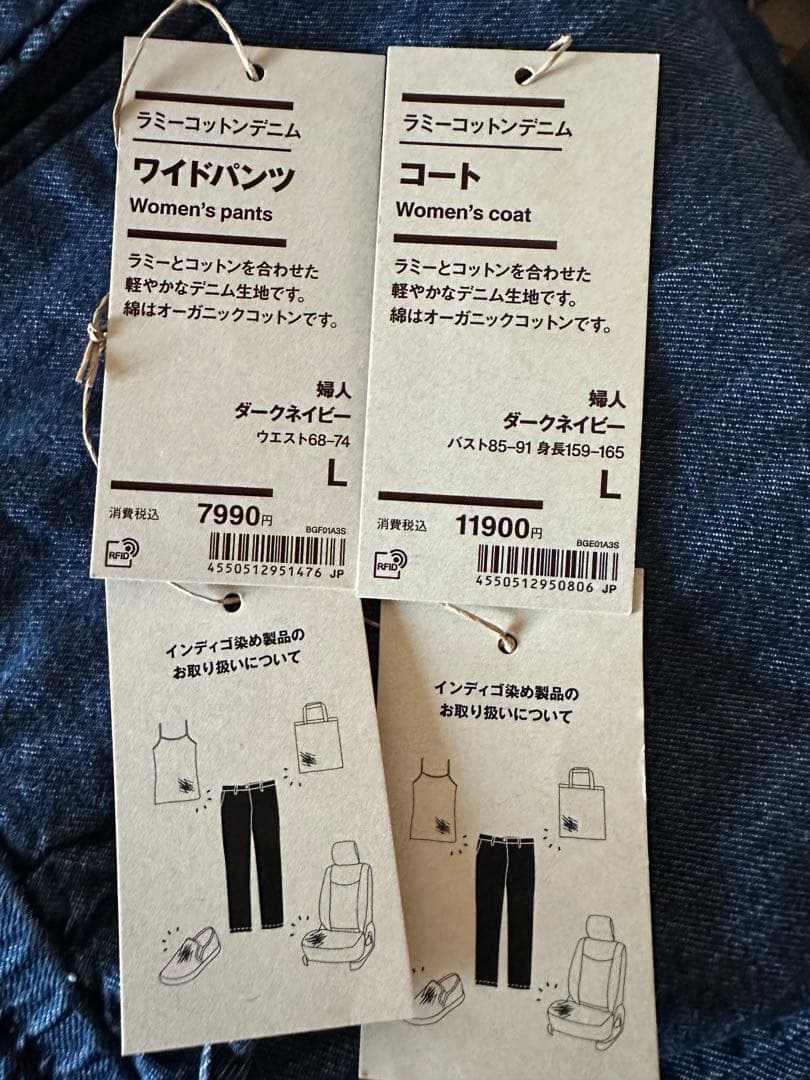 ラミーコットンデニム
ワイドパンツ
Women's pants
ラミーとコットンを合わせた
軽やかなデニム生地です。
綿はオーガニックコットンです。
婦人
ダークネイビー
ウエスト68–74
L
消費税込 7990円
BGF01A3S
RFID
4550512951476 JP
ラミーコットンデニム
コート
Women's coat
ラミーとコットンを合わせた
軽やかなデニム生地です。
綿はオーガニックコットンです。
婦人
ダークネイビー
バスト85–91 身長159–165
L
消費税込 11900円
BGE01A3S
RFID
4550512950806 JP
インディゴ染め製品の
お取り扱いについて
インディゴ染め製品の
お取り扱いについて